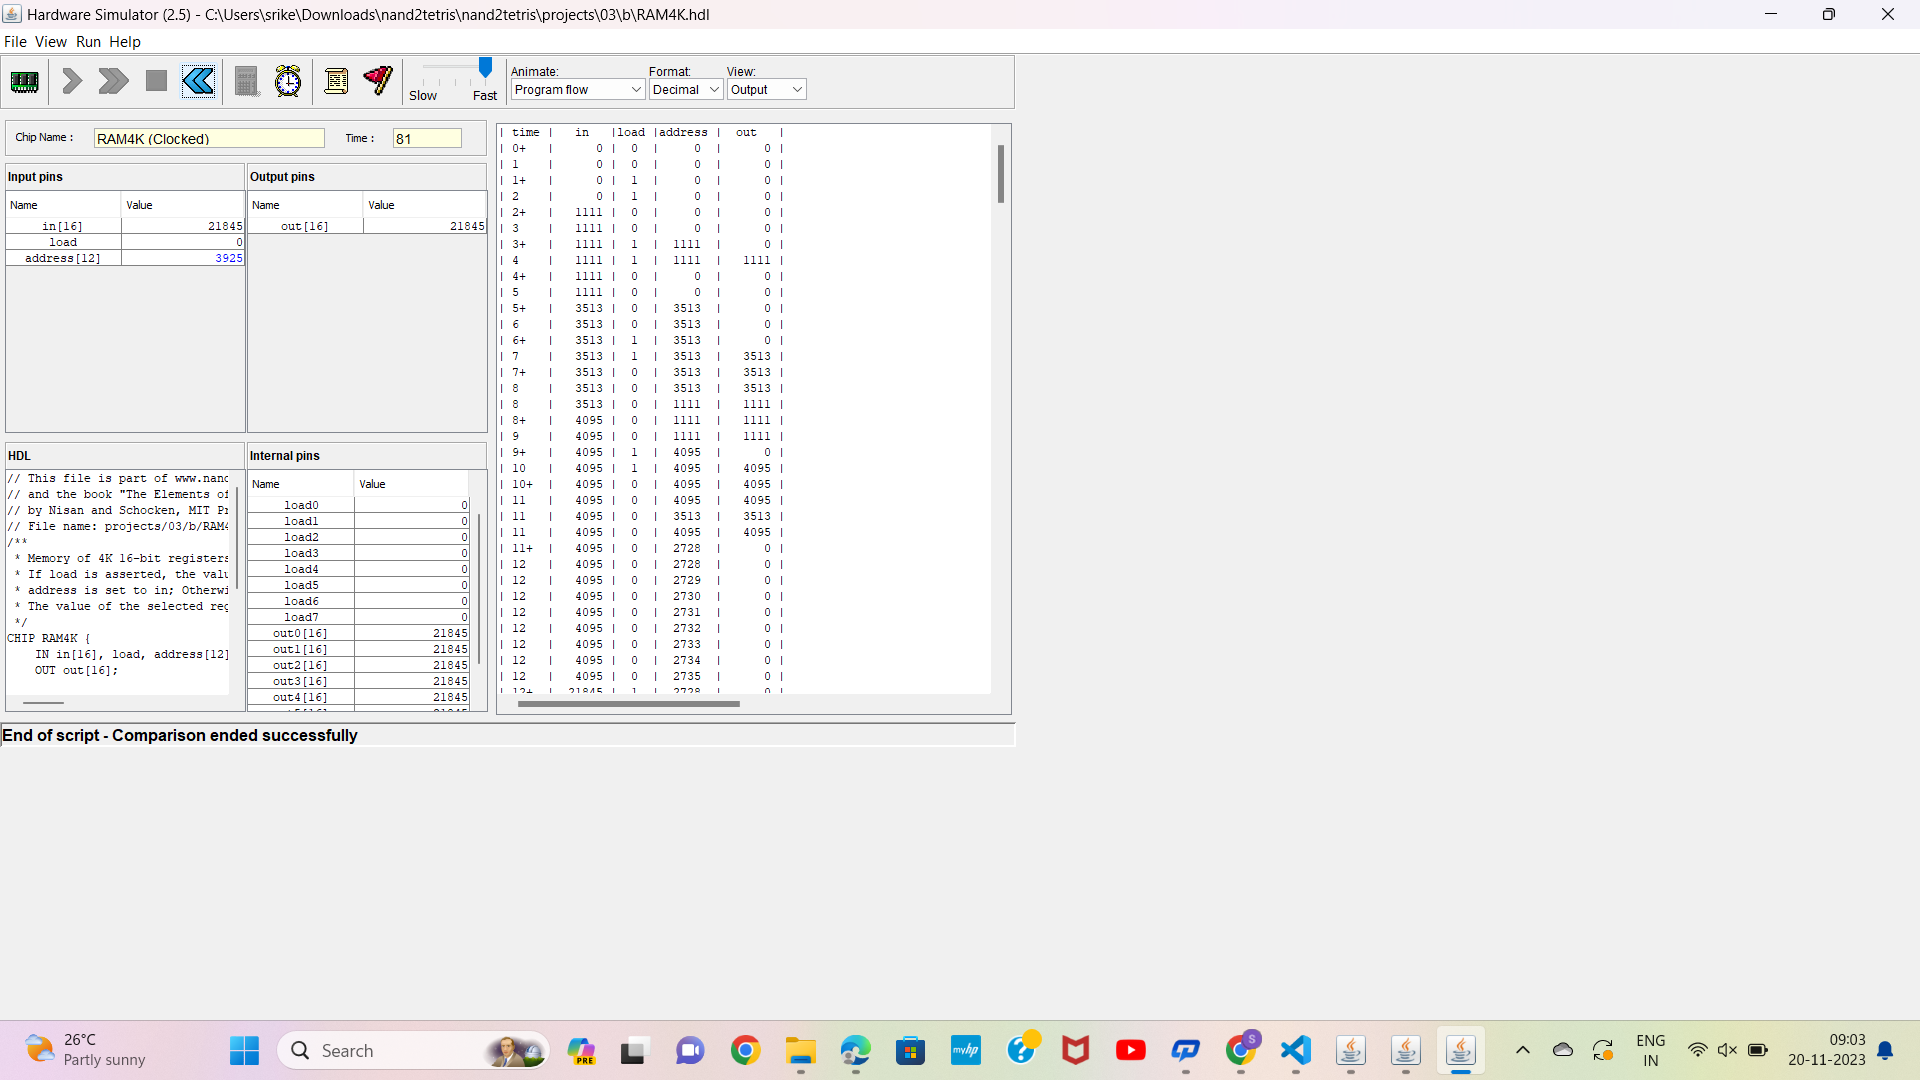 Hardware Simulator (2.5) - C:\Users\srike\Downloads\nand2tetris\nand2tetris\projects\03\b\RAM4K.hdl
File View Run Help
Slow Fast
Animate: Format: View:
Program flow Decimal Output
Chip Name : RAM4K (Clocked) Time : 81
Input pins
Name Value
in[16] 21845
load 0
address[12] 3925
Output pins
Name Value
out[16] 21845
HDL
// This file is part of www.nand
// and the book "The Elements of
// by Nisan and Schocken, MIT Pr
// File name: projects/03/b/RAM4
/**
* Memory of 4K 16-bit registers
* If load is asserted, the valu
* address is set to in; Otherwi
* The value of the selected reg
*/
CHIP RAM4K {
IN in[16], load, address[12]
OUT out[16];
Internal pins
Name Value
load0 0
load1 0
load2 0
load3 0
load4 0
load5 0
load6 0
load7 0
out0[16] 21845
out1[16] 21845
out2[16] 21845
out3[16] 21845
out4[16] 21845
| time | in |load |address | out |
| 0+ | 0 | 0 | 0 | 0 |
| 1 | 0 | 0 | 0 | 0 |
| 1+ | 0 | 1 | 0 | 0 |
| 2 | 0 | 1 | 0 | 0 |
| 2+ | 1111 | 0 | 0 | 0 |
| 3 | 1111 | 0 | 0 | 0 |
| 3+ | 1111 | 1 | 1111 | 0 |
| 4 | 1111 | 1 | 1111 | 1111 |
| 4+ | 1111 | 0 | 0 | 0 |
| 5 | 1111 | 0 | 0 | 0 |
| 5+ | 3513 | 0 | 3513 | 0 |
| 6 | 3513 | 0 | 3513 | 0 |
| 6+ | 3513 | 1 | 3513 | 0 |
| 7 | 3513 | 1 | 3513 | 3513 |
| 7+ | 3513 | 0 | 3513 | 3513 |
| 8 | 3513 | 0 | 3513 | 3513 |
| 8 | 3513 | 0 | 1111 | 1111 |
| 8+ | 4095 | 0 | 1111 | 1111 |
| 9 | 4095 | 0 | 1111 | 1111 |
| 9+ | 4095 | 1 | 4095 | 0 |
| 10 | 4095 | 1 | 4095 | 4095 |
| 10+ | 4095 | 0 | 4095 | 4095 |
| 11 | 4095 | 0 | 4095 | 4095 |
| 11 | 4095 | 0 | 3513 | 3513 |
| 11 | 4095 | 0 | 4095 | 4095 |
| 11+ | 4095 | 0 | 2728 | 0 |
| 12 | 4095 | 0 | 2728 | 0 |
| 12 | 4095 | 0 | 2729 | 0 |
| 12 | 4095 | 0 | 2730 | 0 |
| 12 | 4095 | 0 | 2731 | 0 |
| 12 | 4095 | 0 | 2732 | 0 |
| 12 | 4095 | 0 | 2733 | 0 |
| 12 | 4095 | 0 | 2734 | 0 |
| 12 | 4095 | 0 | 2735 | 0 |
| 12+ | 21845 | 1 | 2728 | 0 |
End of script - Comparison ended successfully
26°C
Partly sunny
Search
PRE
myhp
S
ENG
IN
09:03
20-11-2023